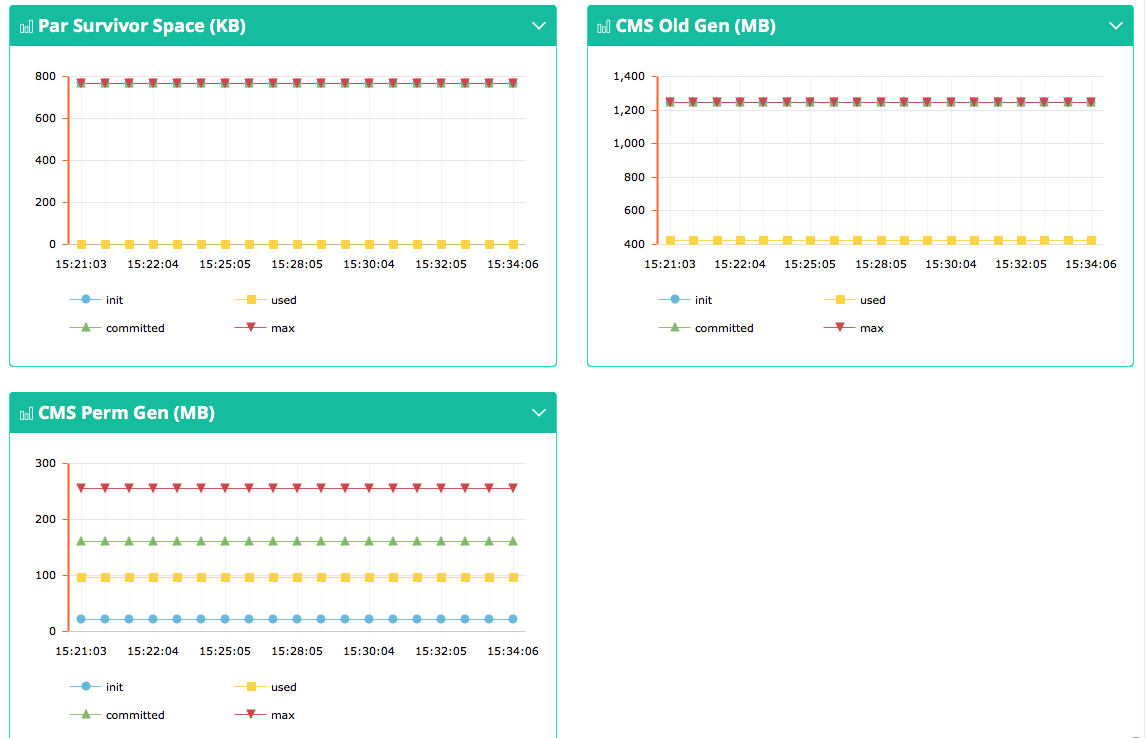 Par Survivor Space (KB)
800
600
400
200
0
15:21:03 15:22:04 15:25:05 15:28:05 15:30:04 15:32:05 15:34:06
init used
committed max
CMS Old Gen (MB)
1,400
1,200
1,000
800
600
400
15:21:03 15:22:04 15:25:05 15:28:05 15:30:04 15:32:05 15:34:06
init used
committed max
CMS Perm Gen (MB)
300
200
100
0
15:21:03 15:22:04 15:25:05 15:28:05 15:30:04 15:32:05 15:34:06
init used
committed max